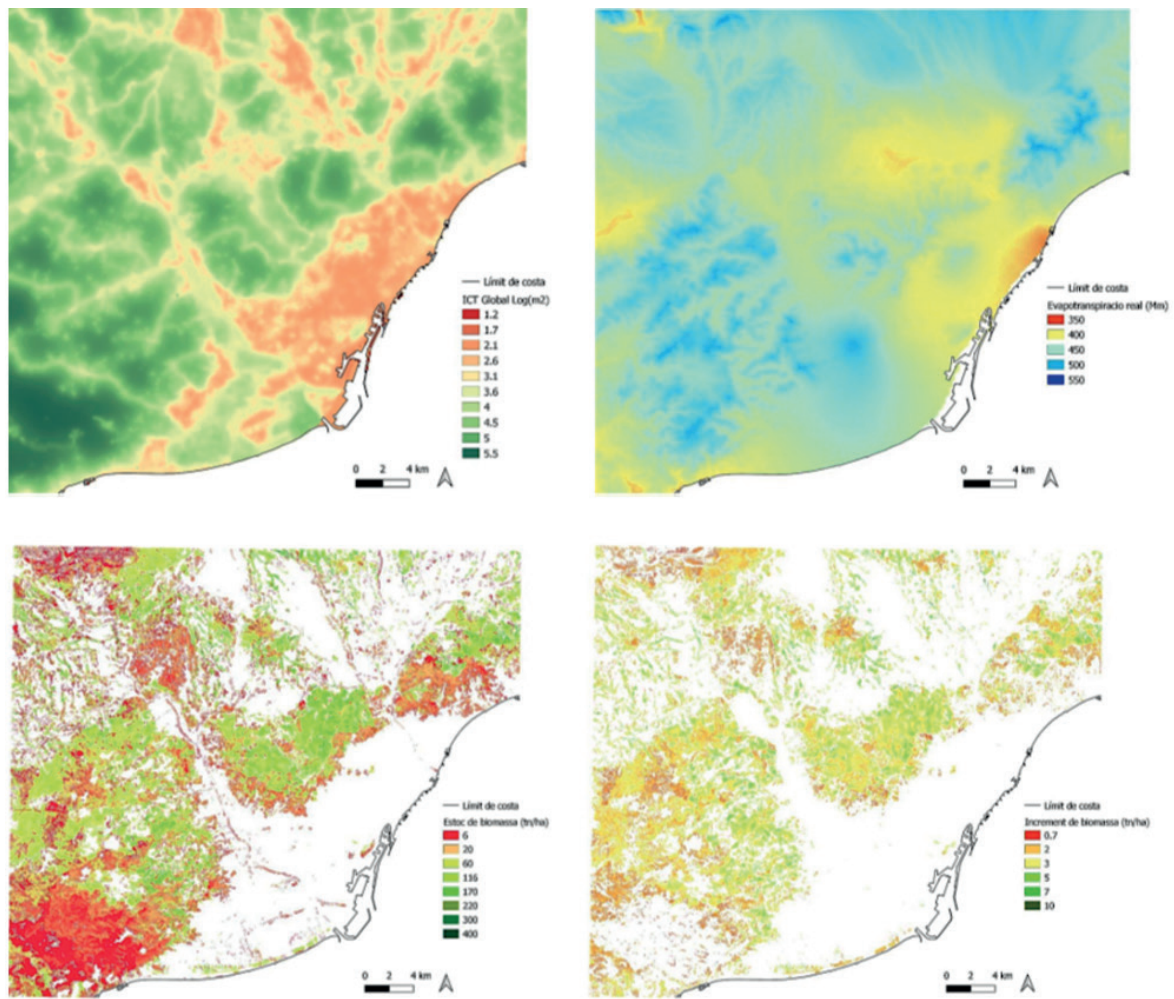 Límit de costa
ICT Global Log(m2)
1.2
1.7
2.1
2.6
3.1
3.6
4
4.5
5
5.5
0 2 4 km
Límit de costa
Evapotranspiracio real (Mm)
350
400
450
500
550
0 2 4 km
Límit de costa
Estoc de biomassa (tn/ha)
6
20
60
116
170
220
300
400
0 2 4 km
Límit de costa
Increment de biomassa (tn/ha)
0.7
2
3
5
7
10
0 2 4 km